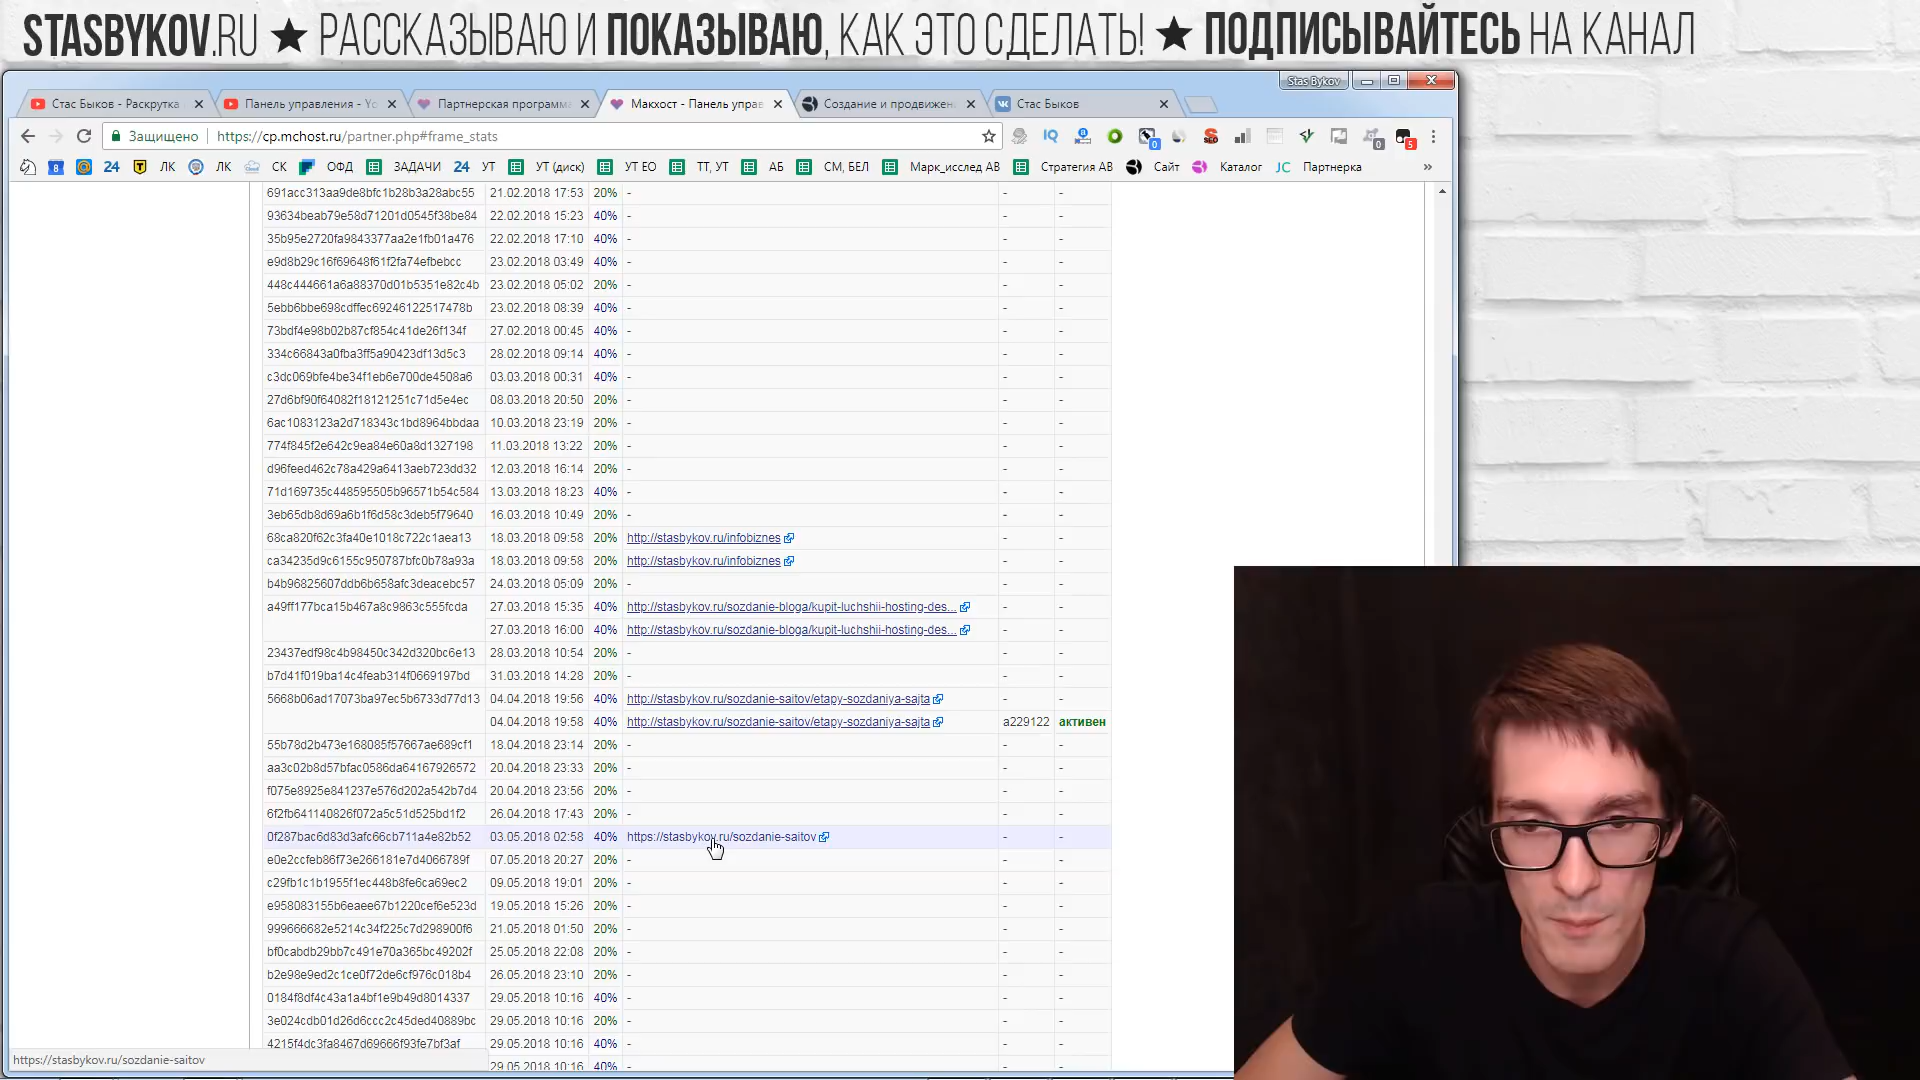 STASBYKOV.RU ★ РАССКАЗЫВАЮ И ПОКАЗЫВАЮ, КАК ЭТО СДЕЛАТЬ! ★ ПОДПИСЫВАЙТЕСЬ НА КАНАЛ
Stas Bykov
Стас Быков - Раскрутка
Панель управления - Yo
Партнерская программа
Макхост - Панель управ
Создание и продвижен
Стас Быков
Защищено https://cp.mchost.ru/partner.php#frame_stats
24 ЛК ЛК СК ОФД ЗАДАЧИ 24 УТ УТ (диск) УТ ЕО ТТ, УТ АБ СМ, БЕЛ Марк_исслед АВ Стратегия АВ Сайт JC Каталог Партнерка »
691acc313aa9de8bfc1b28b3a28abc55 21.02.2018 17:53 20% - - -
93634beab79e58d71201d0545f38be84 22.02.2018 15:23 40% - - -
35b95e2720fa9843377aa2e1fb01a476 22.02.2018 17:10 40% - - -
e9d8b29c16f69648f61f2fa74efbebcc 23.02.2018 03:49 40% - - -
448c444661a6a88370d01b5351e82c4b 23.02.2018 05:02 20% - - -
5ebb6bbe698cdffec69246122517478b 23.02.2018 08:39 40% - - -
73bdf4e98b02b87cf854c41de26f134f 27.02.2018 00:45 40% - - -
334c66843a0fba3ff5a90423df13d5c3 28.02.2018 09:14 40% - - -
c3dc069bfe4be34f1eb6e700de4508a6 03.03.2018 00:31 40% - - -
27d6bf90f64082f18121251c71d5e4ec 08.03.2018 20:50 20% - - -
6ac1083123a2d718343c1bd8964bbdaa 10.03.2018 23:19 20% - - -
774f845f2e642c9ea84e60a8d1327198 11.03.2018 13:22 20% - - -
d96feed462c78a429a6413aeb723dd32 12.03.2018 16:14 20% - - -
71d169735c448595505b96571b54c584 13.03.2018 18:23 40% - - -
3eb65db8d69a6b1f6d58c3deb5f79640 16.03.2018 10:49 20% - - -
68ca820f62c3fa40e1018c722c1aea13 18.03.2018 09:58 20% http://stasbykov.ru/infobiznes - -
ca34235d9c6155c950787bfc0b78a93a 18.03.2018 09:58 20% http://stasbykov.ru/infobiznes - -
b4b96825607ddb6b658afc3deacebc57 24.03.2018 05:09 20% - - -
a49ff177bca15b467a8c9863c555fcda 27.03.2018 15:35 40% http://stasbykov.ru/sozdanie-bloga/kupit-luchshii-hosting-des... - -
27.03.2018 16:00 40% http://stasbykov.ru/sozdanie-bloga/kupit-luchshii-hosting-des... - -
23437edf98c4b98450c342d320bc6e13 28.03.2018 10:54 20% - - -
b7d41f019ba14c4feab314f0669197bd 31.03.2018 14:28 20% - - -
5668b06ad17073ba97ec5b6733d77d13 04.04.2018 19:56 40% http://stasbykov.ru/sozdanie-saitov/etapy-sozdaniya-sajta - -
04.04.2018 19:58 40% http://stasbykov.ru/sozdanie-saitov/etapy-sozdaniya-sajta a229122 активен
55b78d2b473e168085f57667ae689cf1 18.04.2018 23:14 20% - - -
aa3c02b8d57bfac0586da64167926572 20.04.2018 23:33 20% - - -
f075e8925e841237e576d202a542b7d4 20.04.2018 23:56 20% - - -
6f2fb641140826f072a5c51d525bd1f2 26.04.2018 17:43 20% - - -
0f287bac6d83d3afc66cb711a4e82b52 03.05.2018 02:58 40% https://stasbykov.ru/sozdanie-saitov - -
e0e2ccfeb86f73e266181e7d4066789f 07.05.2018 20:27 20% - - -
c29fb1c1b1955f1ec448b8fe6ca69ec2 09.05.2018 19:01 20% - - -
e958083155b6eaee67b1220cef6e523d 19.05.2018 15:26 20% - - -
999666682e5214c34f225c7d298900f6 21.05.2018 01:50 20% - - -
bf0cabdb29bb7c491e70a365bc49202f 25.05.2018 22:08 20% - - -
b2e98e9ed2c1ce0f72de6cf976c018b4 26.05.2018 23:10 20% - - -
0184f8df4c43a1a4bf1e9b49d8014337 29.05.2018 10:16 40% - - -
3e024cdb01d26d6ccc2c45ded40889bc 29.05.2018 10:16 20% - - -
4215f4dc3fa8467d69666f93fe7bf3af 29.05.2018 10:16 40% - - -
29.05.2018 10:16 40% - - -
https://stasbykov.ru/sozdanie-saitov